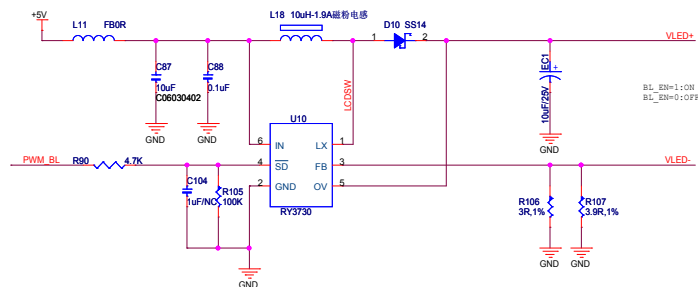 +5V
L11 FB0R
L18 10uH-1.9A磁粉电感
D10 SS14
1 2
VLED+
C87
10uF
C06030402
C88
0.1uF
LCDSW
EC1
+
10uF/25V
BL_EN=1:ON
BL_EN=0:OFF
GND GND GND
U10
6 IN LX 1
PWM_BL R90 4.7K
4 SD FB 3
VLED-
2 GND OV 5
RY3730
C104
1uF/NC
R105
100K
R106
3R,1%
R107
3.9R,1%
GND GND GND